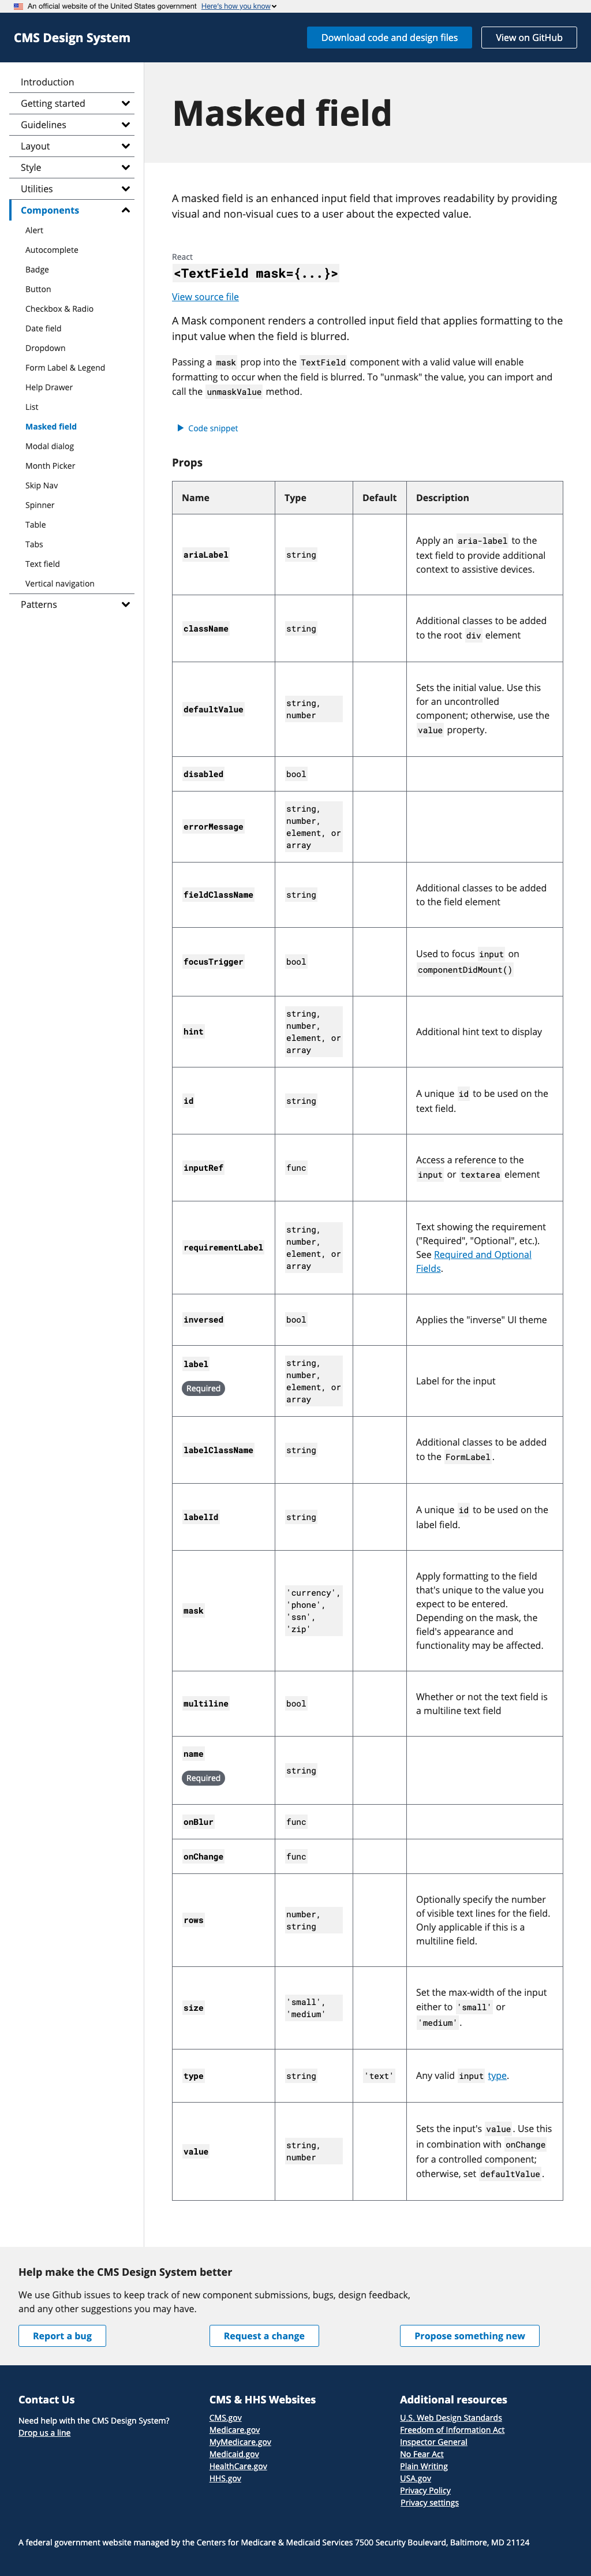 An official website of the United States government Here's how you know
CMS Design System
Download code and design files
View on GitHub
Introduction
Getting started
Guidelines
Layout
Style
Utilities
Components
Alert
Autocomplete
Badge
Button
Checkbox & Radio
Date field
Dropdown
Form Label & Legend
Help Drawer
List
Masked field
Modal dialog
Month Picker
Skip Nav
Spinner
Table
Tabs
Text field
Vertical navigation
Patterns
Masked field
A masked field is an enhanced input field that improves readability by providing
visual and non-visual cues to a user about the expected value.
React
<TextField mask={...}>
View source file
A Mask component renders a controlled input field that applies formatting to the
input value when the field is blurred.
Passing a mask prop into the TextField component with a valid value will enable
formatting to occur when the field is blurred. To "unmask" the value, you can import and
call the unmaskValue method.
Code snippet
Props
Name Type Default Description
ariaLabel string Apply an aria-label to the
text field to provide additional
context to assistive devices.
className string Additional classes to be added
to the root div element
defaultValue string,
number
Sets the initial value. Use this
for an uncontrolled
component; otherwise, use the
value property.
disabled bool
errorMessage string,
number,
element, or
array
fieldClassName string Additional classes to be added
to the field element
focusTrigger bool Used to focus input on
componentDidMount()
hint string,
number,
element, or
array
Additional hint text to display
id string A unique id to be used on the
text field.
inputRef func Access a reference to the
input or textarea element
requirementLabel string,
number,
element, or
array
Text showing the requirement
("Required", "Optional", etc.).
See Required and Optional
Fields.
inversed bool Applies the "inverse" UI theme
label
Required
string,
number,
element, or
array
Label for the input
labelClassName string Additional classes to be added
to the FormLabel.
labelId string A unique id to be used on the
label field.
mask 'currency',
'phone',
'ssn',
'zip'
Apply formatting to the field
that's unique to the value you
expect to be entered.
Depending on the mask, the
field's appearance and
functionality may be affected.
multiline bool Whether or not the text field is
a multiline text field
name
Required
string
onBlur func
onChange func
rows number,
string
Optionally specify the number
of visible text lines for the field.
Only applicable if this is a
multiline field.
size 'small',
'medium'
Set the max-width of the input
either to 'small' or
'medium'.
type string 'text' Any valid input type.
value string,
number
Sets the input's value. Use this
in combination with onChange
for a controlled component;
otherwise, set defaultValue.
Help make the CMS Design System better
We use Github issues to keep track of new component submissions, bugs, design feedback,
and any other suggestions you may have.
Report a bug
Request a change
Propose something new
Contact Us
Need help with the CMS Design System?
Drop us a line
CMS & HHS Websites
CMS.gov
Medicare.gov
MyMedicare.gov
Medicaid.gov
HealthCare.gov
HHS.gov
Additional resources
U.S. Web Design Standards
Freedom of Information Act
Inspector General
No Fear Act
Plain Writing
USA.gov
Privacy Policy
Privacy settings
A federal government website managed by the Centers for Medicare & Medicaid Services 7500 Security Boulevard, Baltimore, MD 21124